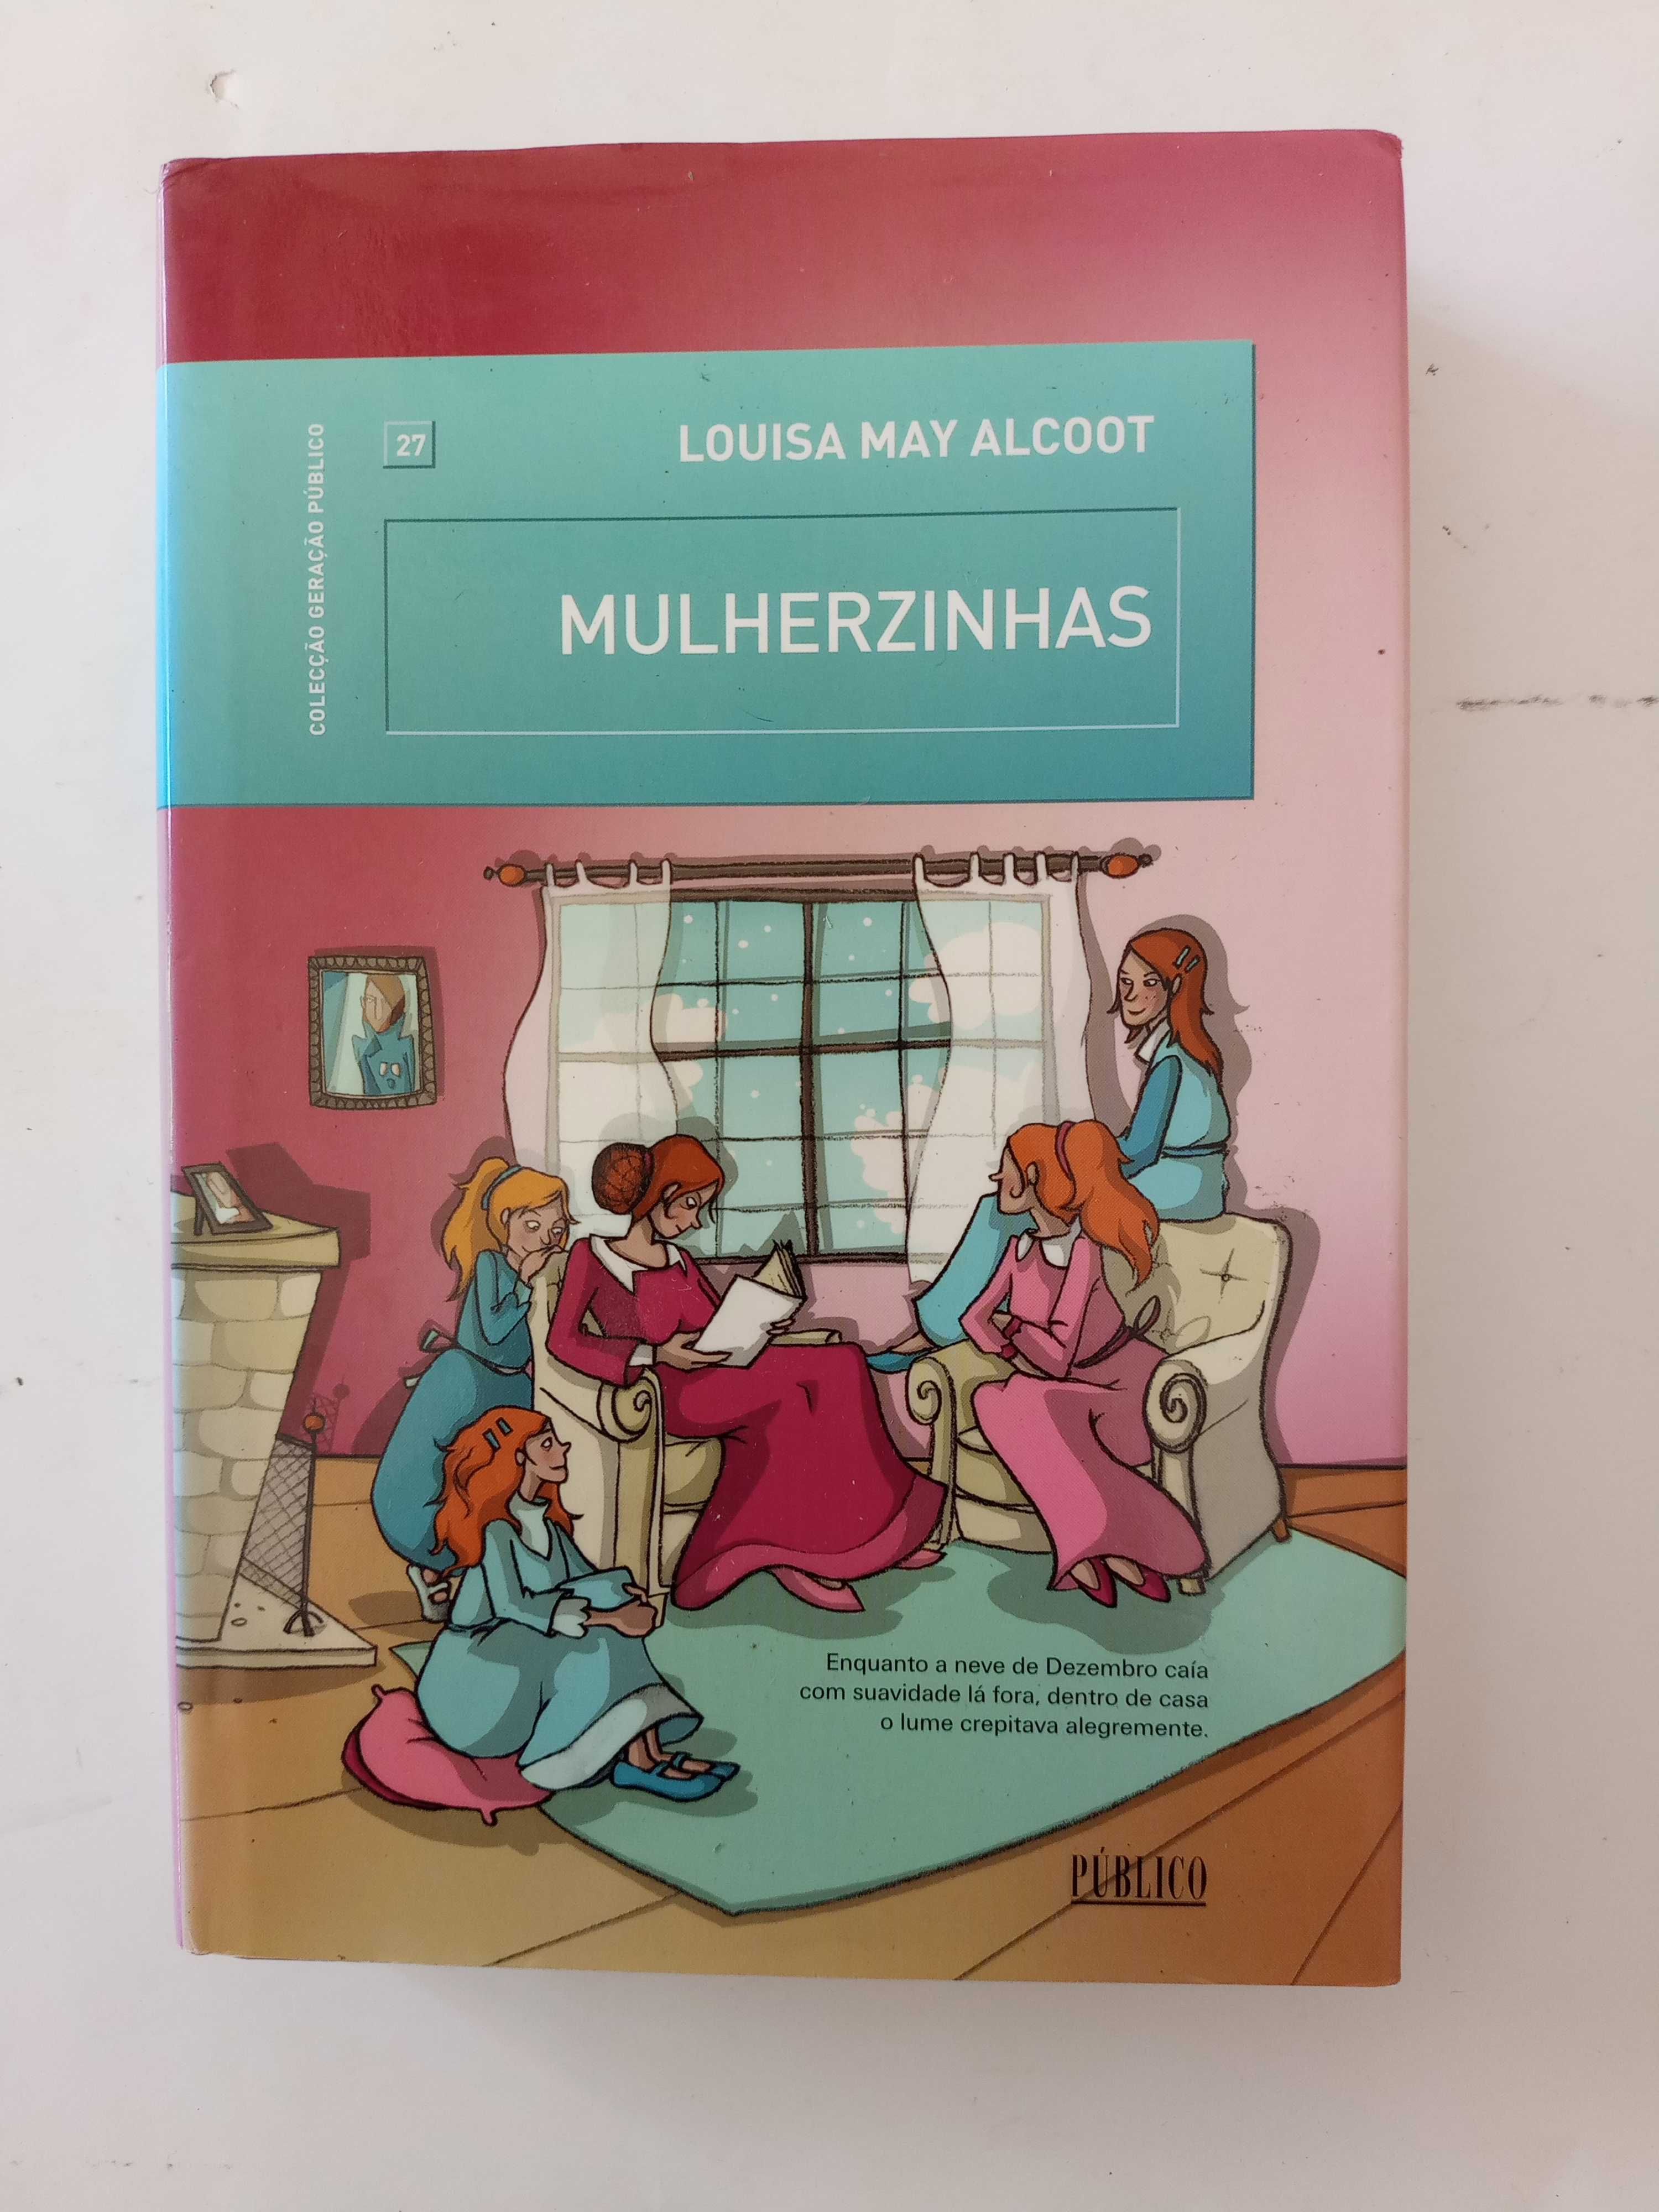 COLECÇÃO GERAÇÃO PÚBLICO
27
LOUISA MAY ALCOOT
MULHERZINHAS
Enquanto a neve de Dezembro caía
com suavidade lá fora, dentro de casa
o lume crepitava alegremente.
PÚBLICO